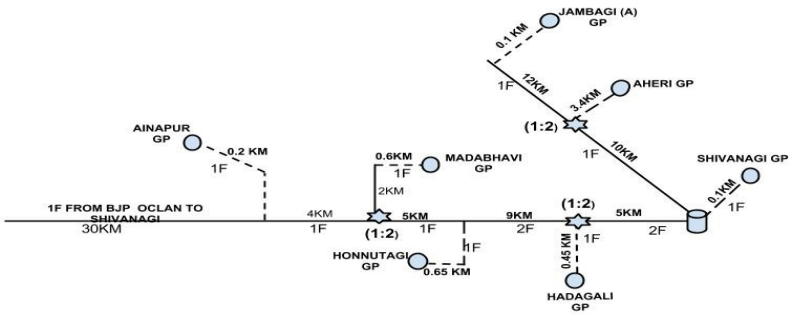 JAMBAGI (A)
GP
0.1 KM
12KM
1F
AHERI GP
3.4KM
(1:2)
1F
10KM
AINAPUR
GP
0.2 KM
1F
0.6KM
1F
MADABHAVI
GP
2KM
SHIVANAGI GP
0.1KM
1F
1F FROM BJP OCLAN TO
SHIVANAGI
30KM
4KM
1F
(1:2)
5KM
1F
9KM
2F
(1:2)
1F
5KM
2F
1F
HONNUTAGI
GP
0.65 KM
0.45 KM
HADAGALI
GP